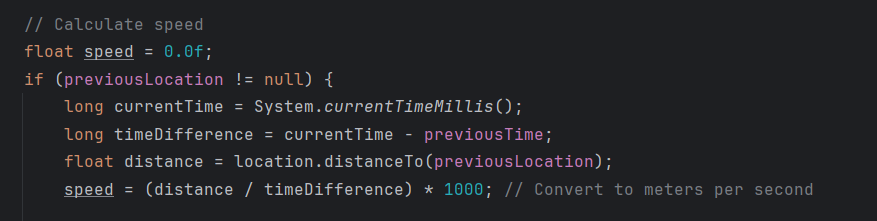 // Calculate speed
float speed = 0.0f;
if (previousLocation != null) {
    long currentTime = System.currentTimeMillis();
    long timeDifference = currentTime - previousTime;
    float distance = location.distanceTo(previousLocation);
    speed = (distance / timeDifference) * 1000; // Convert to meters per second